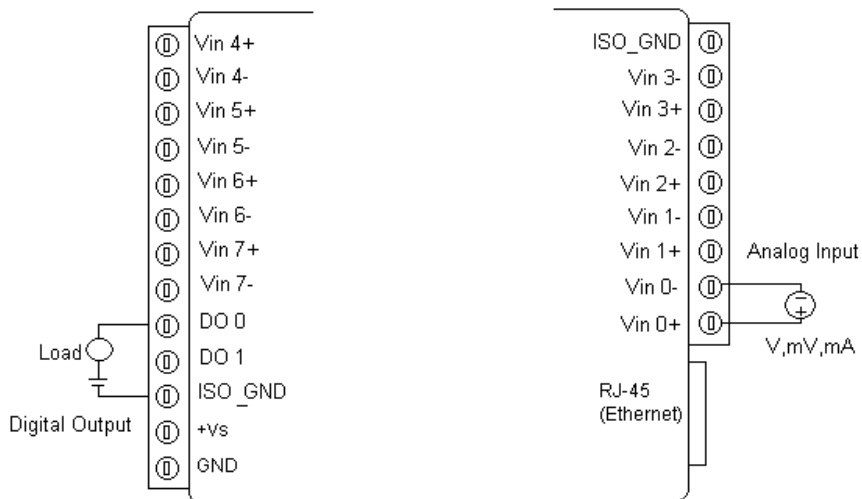 Vin 4+
Vin 4-
Vin 5+
Vin 5-
Vin 6+
Vin 6-
Vin 7+
Vin 7-
DO 0
DO 1
ISO _GND
+Vs
GND
Load
Digital Output
ISO_GND
Vin 3-
Vin 3+
Vin 2-
Vin 2+
Vin 1-
Vin 1+
Vin 0-
Vin 0+
Analog Input
V,mV,mA
RJ-45
(Ethernet)